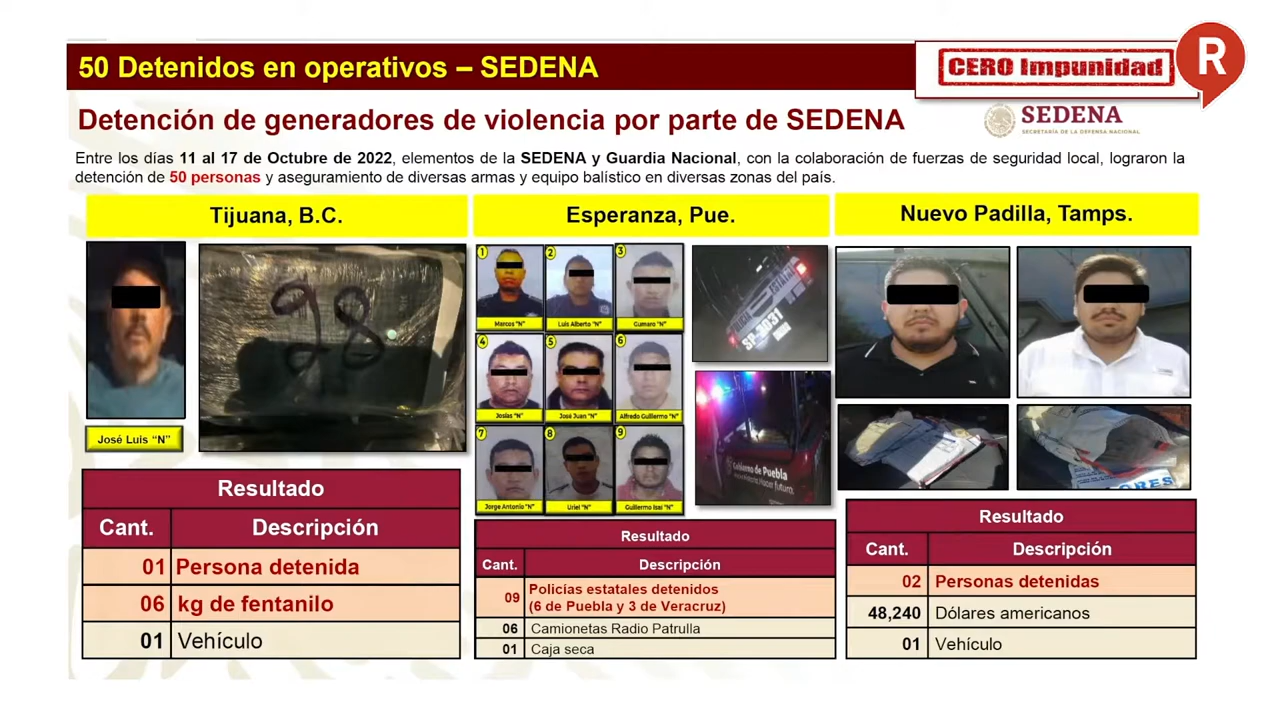 50 Detenidos en operativos – SEDENA
CERO Impunidad
R
Detención de generadores de violencia por parte de SEDENA
SEDENA
SECRETARÍA DE LA DEFENSA NACIONAL
Entre los días 11 al 17 de Octubre de 2022, elementos de la SEDENA y Guardia Nacional, con la colaboración de fuerzas de seguridad local, lograron la
detención de 50 personas y aseguramiento de diversas armas y equipo balístico en diversas zonas del país.
Tijuana, B.C.
98
José Luis “N”
Resultado
Cant. Descripción
01 Persona detenida
06 kg de fentanilo
01 Vehículo
Esperanza, Pue.
1 2 3
Marcos “N” Luis Alberto “N” Gumaro “N”
4 5 6
Josías “N” José Juan “N” Alfredo Guillermo “N”
7 8 9
Jorge Antonio “N” Uriel “N” Guillermo Isai “N”
SP-3031
Gobierno de Puebla
Hacer futuro.
Resultado
Cant. Descripción
09 Policías estatales detenidos
(6 de Puebla y 3 de Veracruz)
06 Camionetas Radio Patrulla
01 Caja seca
Nuevo Padilla, Tamps.
Resultado
Cant. Descripción
02 Personas detenidas
48,240 Dólares americanos
01 Vehículo